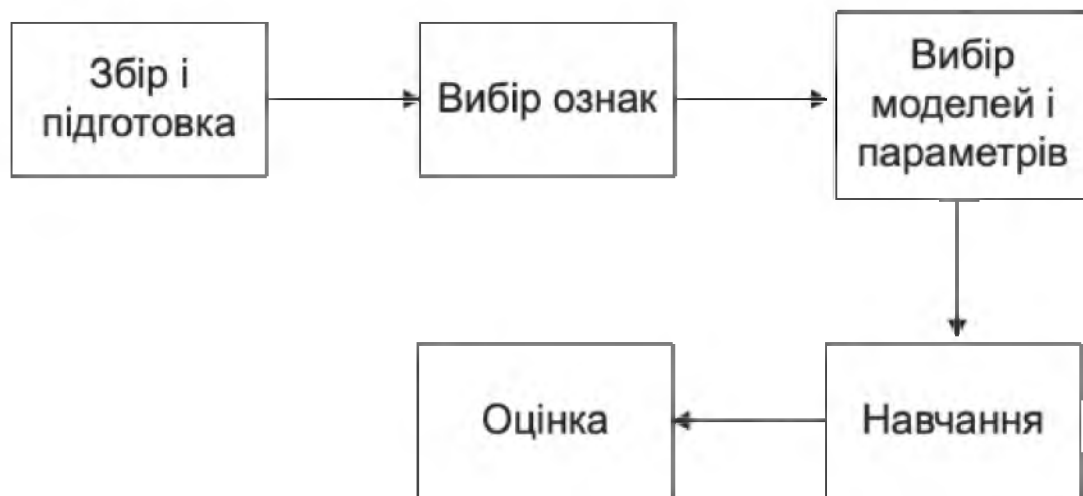 Збір і
підготовка
Вибір ознак
Вибір
моделей і
параметрів
Навчання
Оцінка